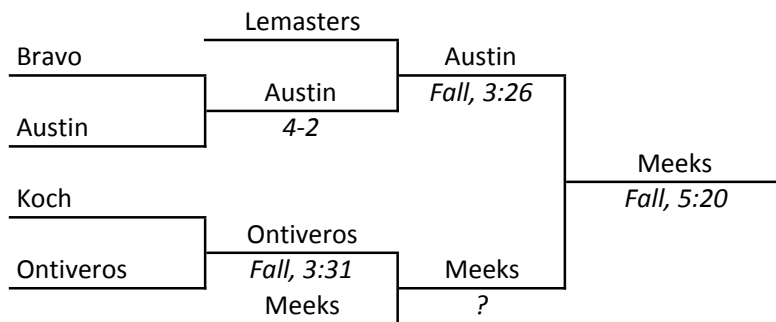 Lemasters
Bravo
Austin
Austin
Fall, 3:26
Austin
4-2
Meeks
Fall, 5:20
Koch
Ontiveros
Fall, 3:31
Ontiveros
Meeks
?
Meeks